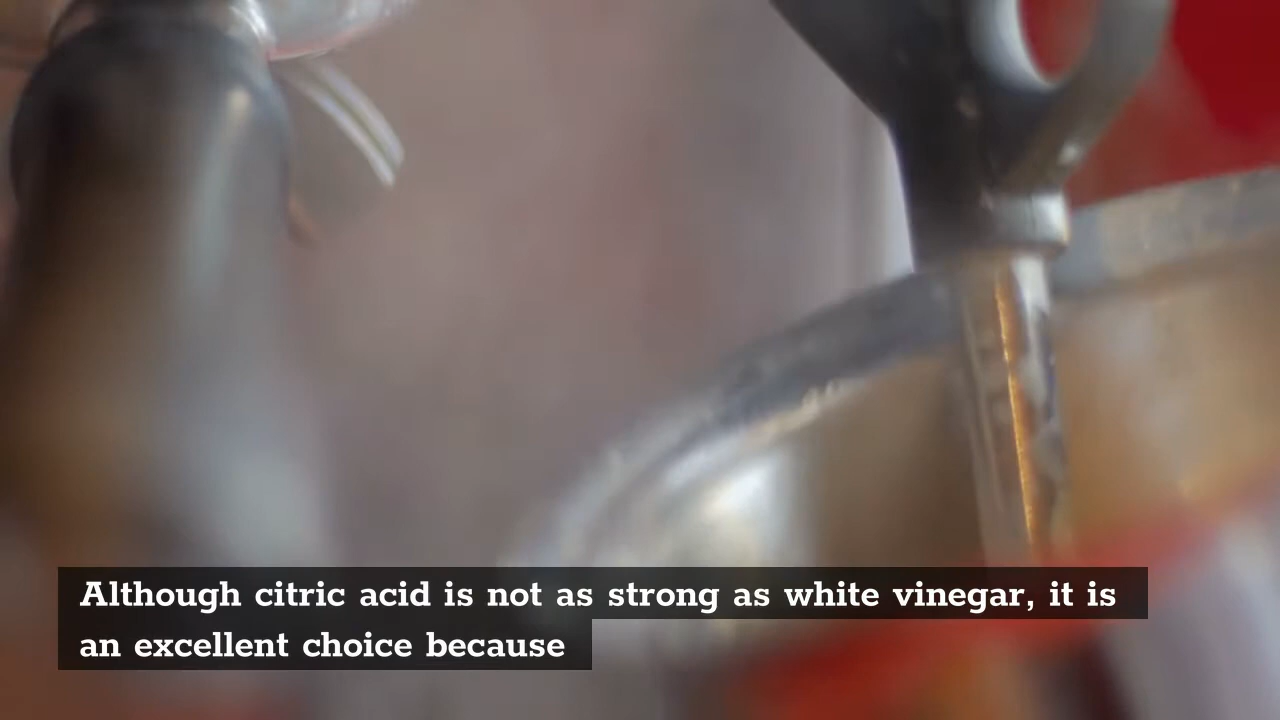 Although citric acid is not as strong as white vinegar, it is
an excellent choice because